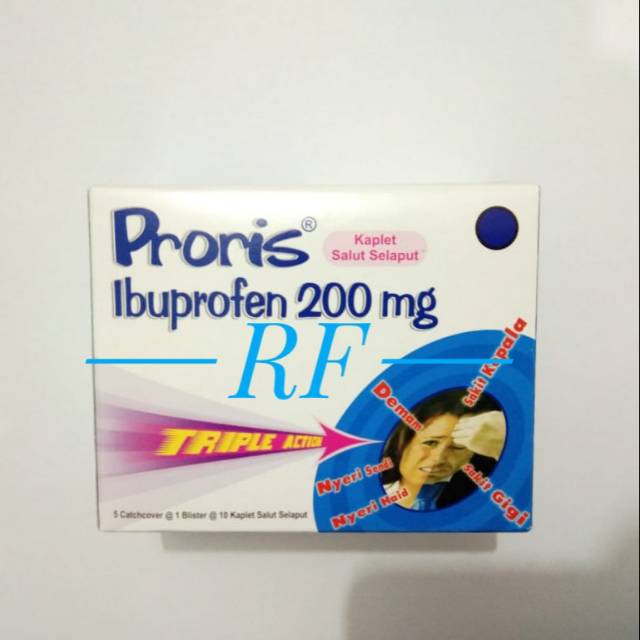 Proris®
Kaplet
Salut Selaput
Ibuprofen 200 mg
RF
TRIPLE ACTION
Sakit Kepala
Demam
Nyeri Sendi
Nyeri Haid
Sakit Gigi
5 Catchcover @ 1 Blister @ 10 Kaplet Salut Selaput